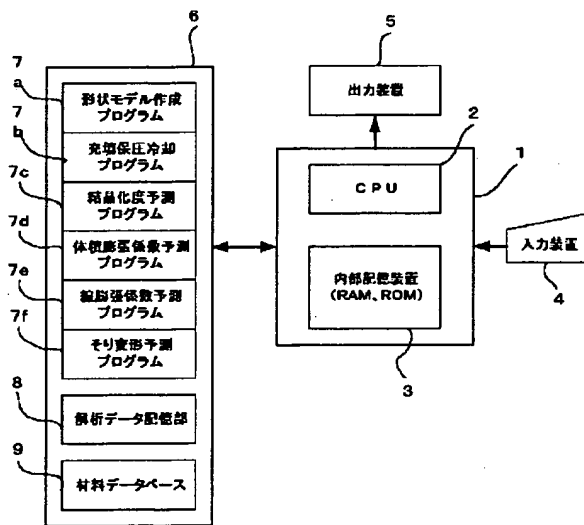 6
7
a
形状モデル作成
プログラム
7
b
充填保圧冷却
プログラム
7c
結晶化度予測
プログラム
7d
体積膨張係数予測
プログラム
7e
線膨張係数予測
プログラム
7f
そり変形予測
プログラム
8
解析データ記憶部
9
材料データベース
5
出力装置
2
CPU
1
内部記憶装置
(RAM、ROM)
3
入力装置
4